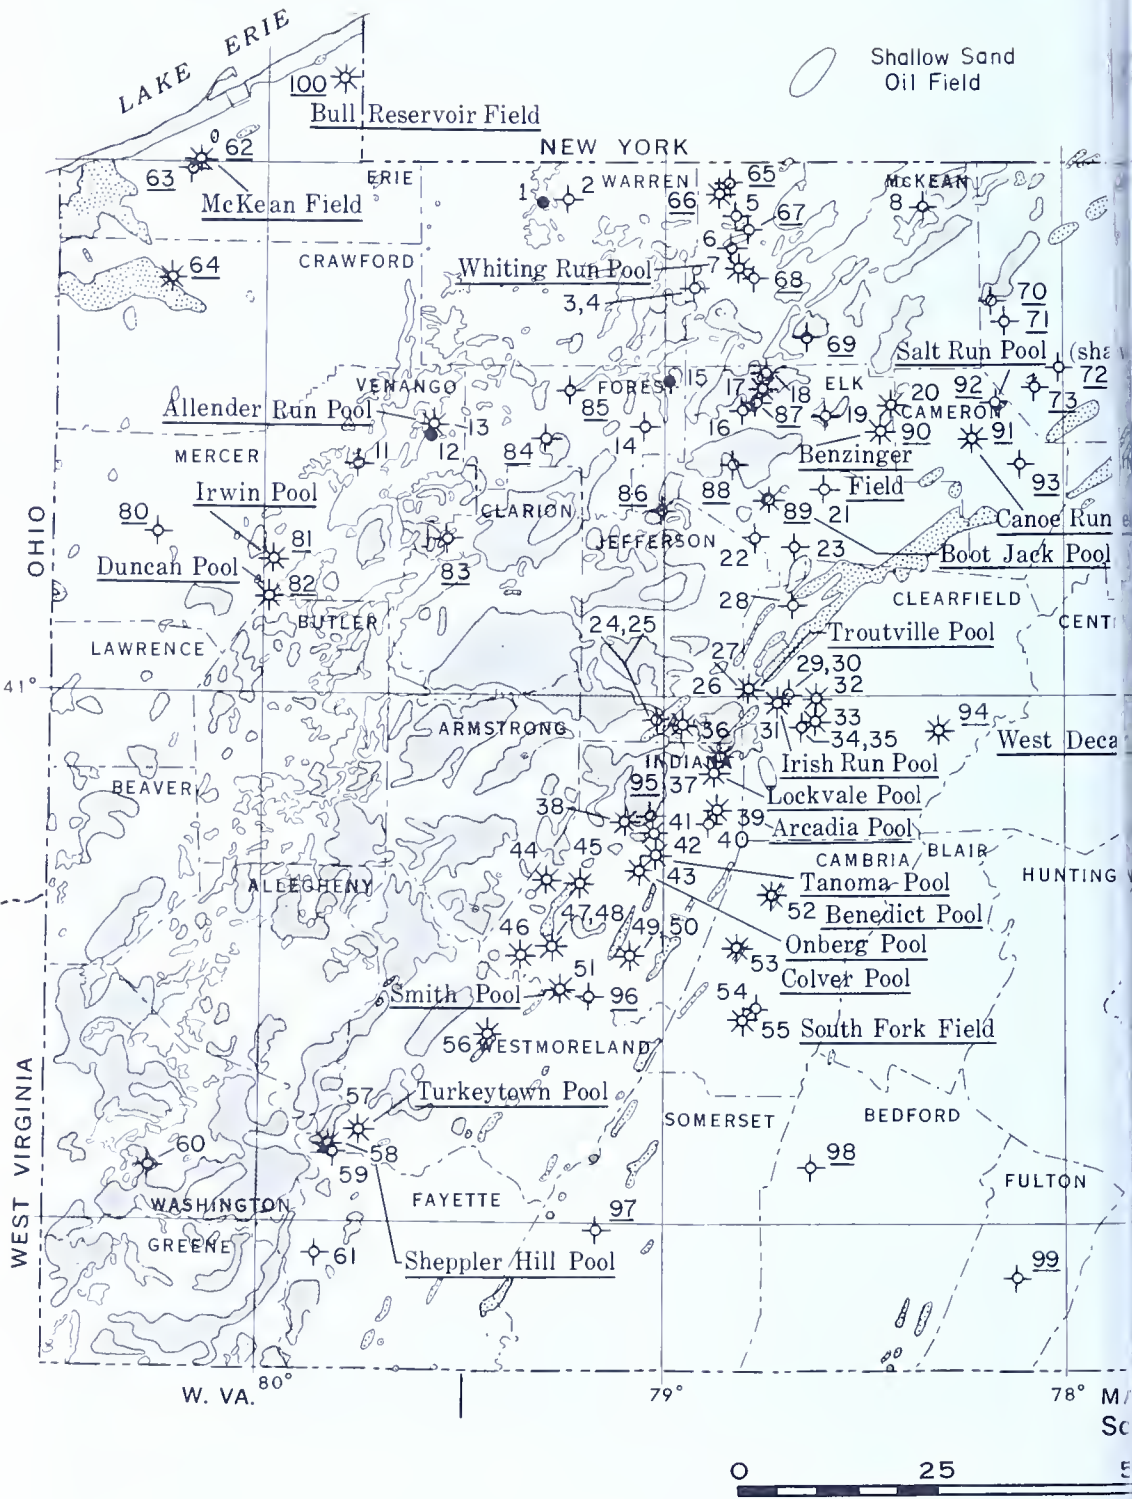 LAKE ERIE
Shallow Sand
Oil Field
100
Bull Reservoir Field
NEW YORK
62
63
McKean Field
ERIE
1
2
WARREN
65
66
5
67
McKEAN
8
64
CRAWFORD
6
Whiting Run Pool
7
68
3,4
70
71
69
Salt Run Pool
72
VENANGO
FOREST
15
17
18
ELK
20
92
73
Allender Run Pool
85
16
87
19
CAMERON
13
12
14
90
91
MERCER
11
84
Benzinger
Field
93
Irwin Pool
CLARION
86
88
89
21
80
81
JEFFERSON
22
23
Canoe Run
Boot Jack Pool
OHIO
Duncan Pool
82
83
28
CLEARFIELD
BUTLER
24,25
Troutville Pool
LAWRENCE
27
29,30
41°
26
32
ARMSTRONG
36
31
33
34,35
94
INDIANA
Irish Run Pool
BEAVER
95
37
Lockvale Pool
38
41
39
Arcadia Pool
40
44
45
42
CAMBRIA
BLAIR
HUNTING
ALLEGHENY
43
Tanoma Pool
52
Benedict Pool
46
47,48
49,50
Onberg Pool
53
Colver Pool
51
Smith Pool
96
54
55
South Fork Field
56
WESTMORELAND
WEST VIRGINIA
57
Turkeytown Pool
SOMERSET
BEDFORD
60
58
59
98
WASHINGTON
FAYETTE
97
FULTON
GREENE
61
Sheppler Hill Pool
99
W. VA.
80°
79°
78°
0
25